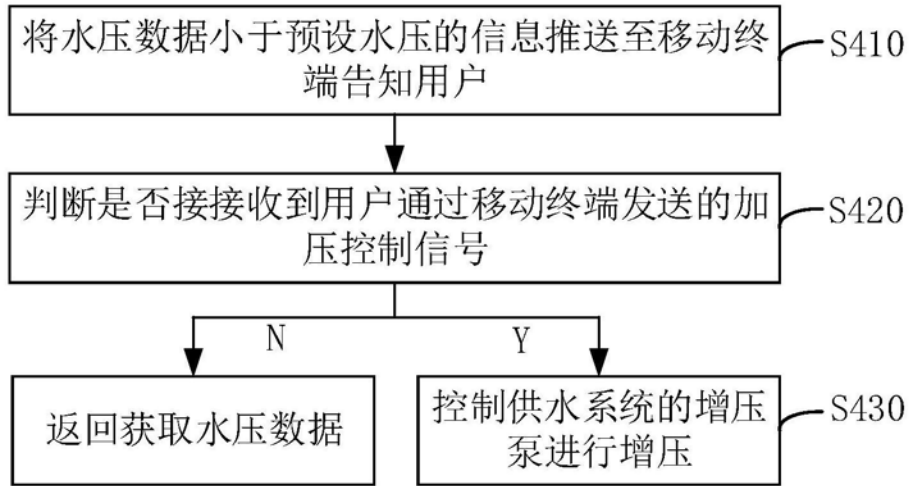 将水压数据小于预设水压的信息推送至移动终
端告知用户
S410
判断是否接接收到用户通过移动终端发送的加
压控制信号
S420
N
Y
返回获取水压数据
控制供水系统的增压
泵进行增压
S430